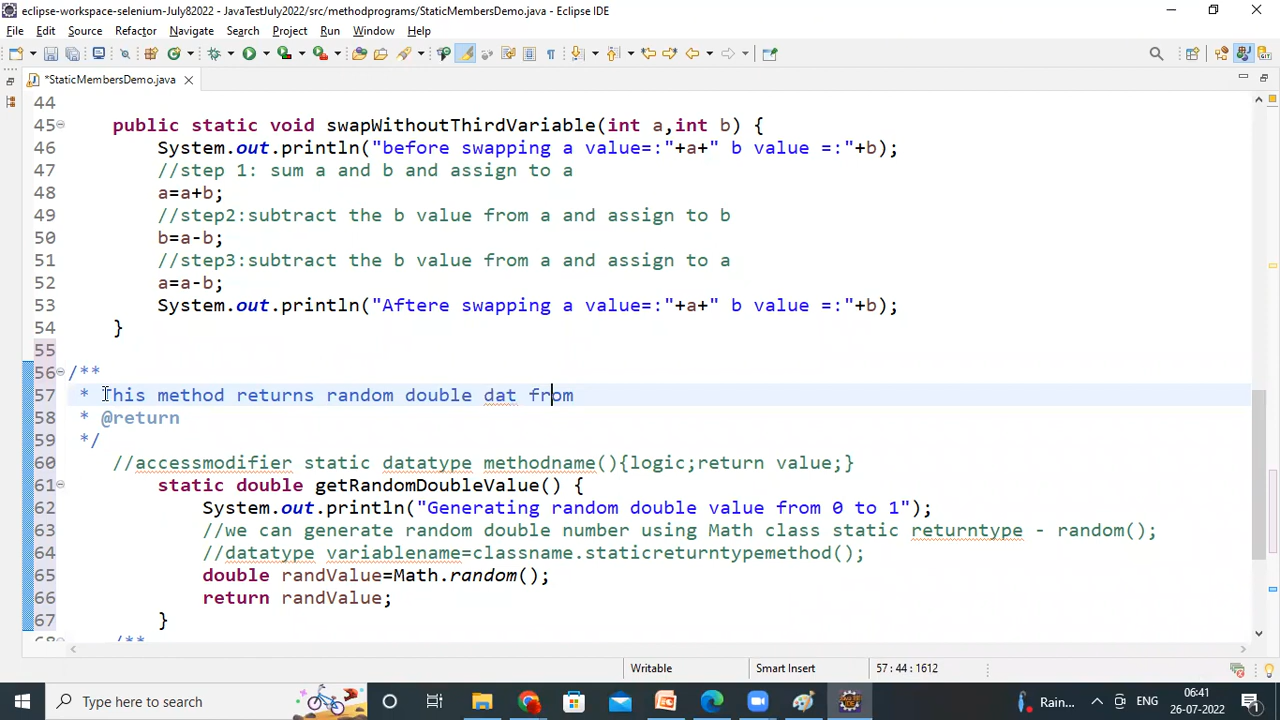 eclipse-workspace-selenium-July82022 - JavaTestJuly2022/src/methodprograms/StaticMembersDemo.java - Eclipse IDE
File Edit Source Refactor Navigate Search Project Run Window Help
*StaticMembersDemo.java
44
45 public static void swapWithoutThirdVariable(int a,int b) {
46 System.out.println("before swapping a value=:"+a+" b value =:"+b);
47 //step 1: sum a and b and assign to a
48 a=a+b;
49 //step2:subtract the b value from a and assign to b
50 b=a-b;
51 //step3:subtract the b value from a and assign to a
52 a=a-b;
53 System.out.println("Aftere swapping a value=:"+a+" b value =:"+b);
54 }
55
56 /**
57 * This method returns random double dat from
58 * @return
59 */
60 //accessmodifier static datatype methodname(){logic;return value;}
61 static double getRandomDoubleValue() {
62 System.out.println("Generating random double value from 0 to 1");
63 //we can generate random double number using Math class static returntype - random();
64 //datatype variablename=classname.staticreturntypemethod();
65 double randValue=Math.random();
66 return randValue;
67 }
68 /**
Writable Smart Insert 57 : 44 : 1612
Type here to search
Rain... ENG 06:41
26-07-2022